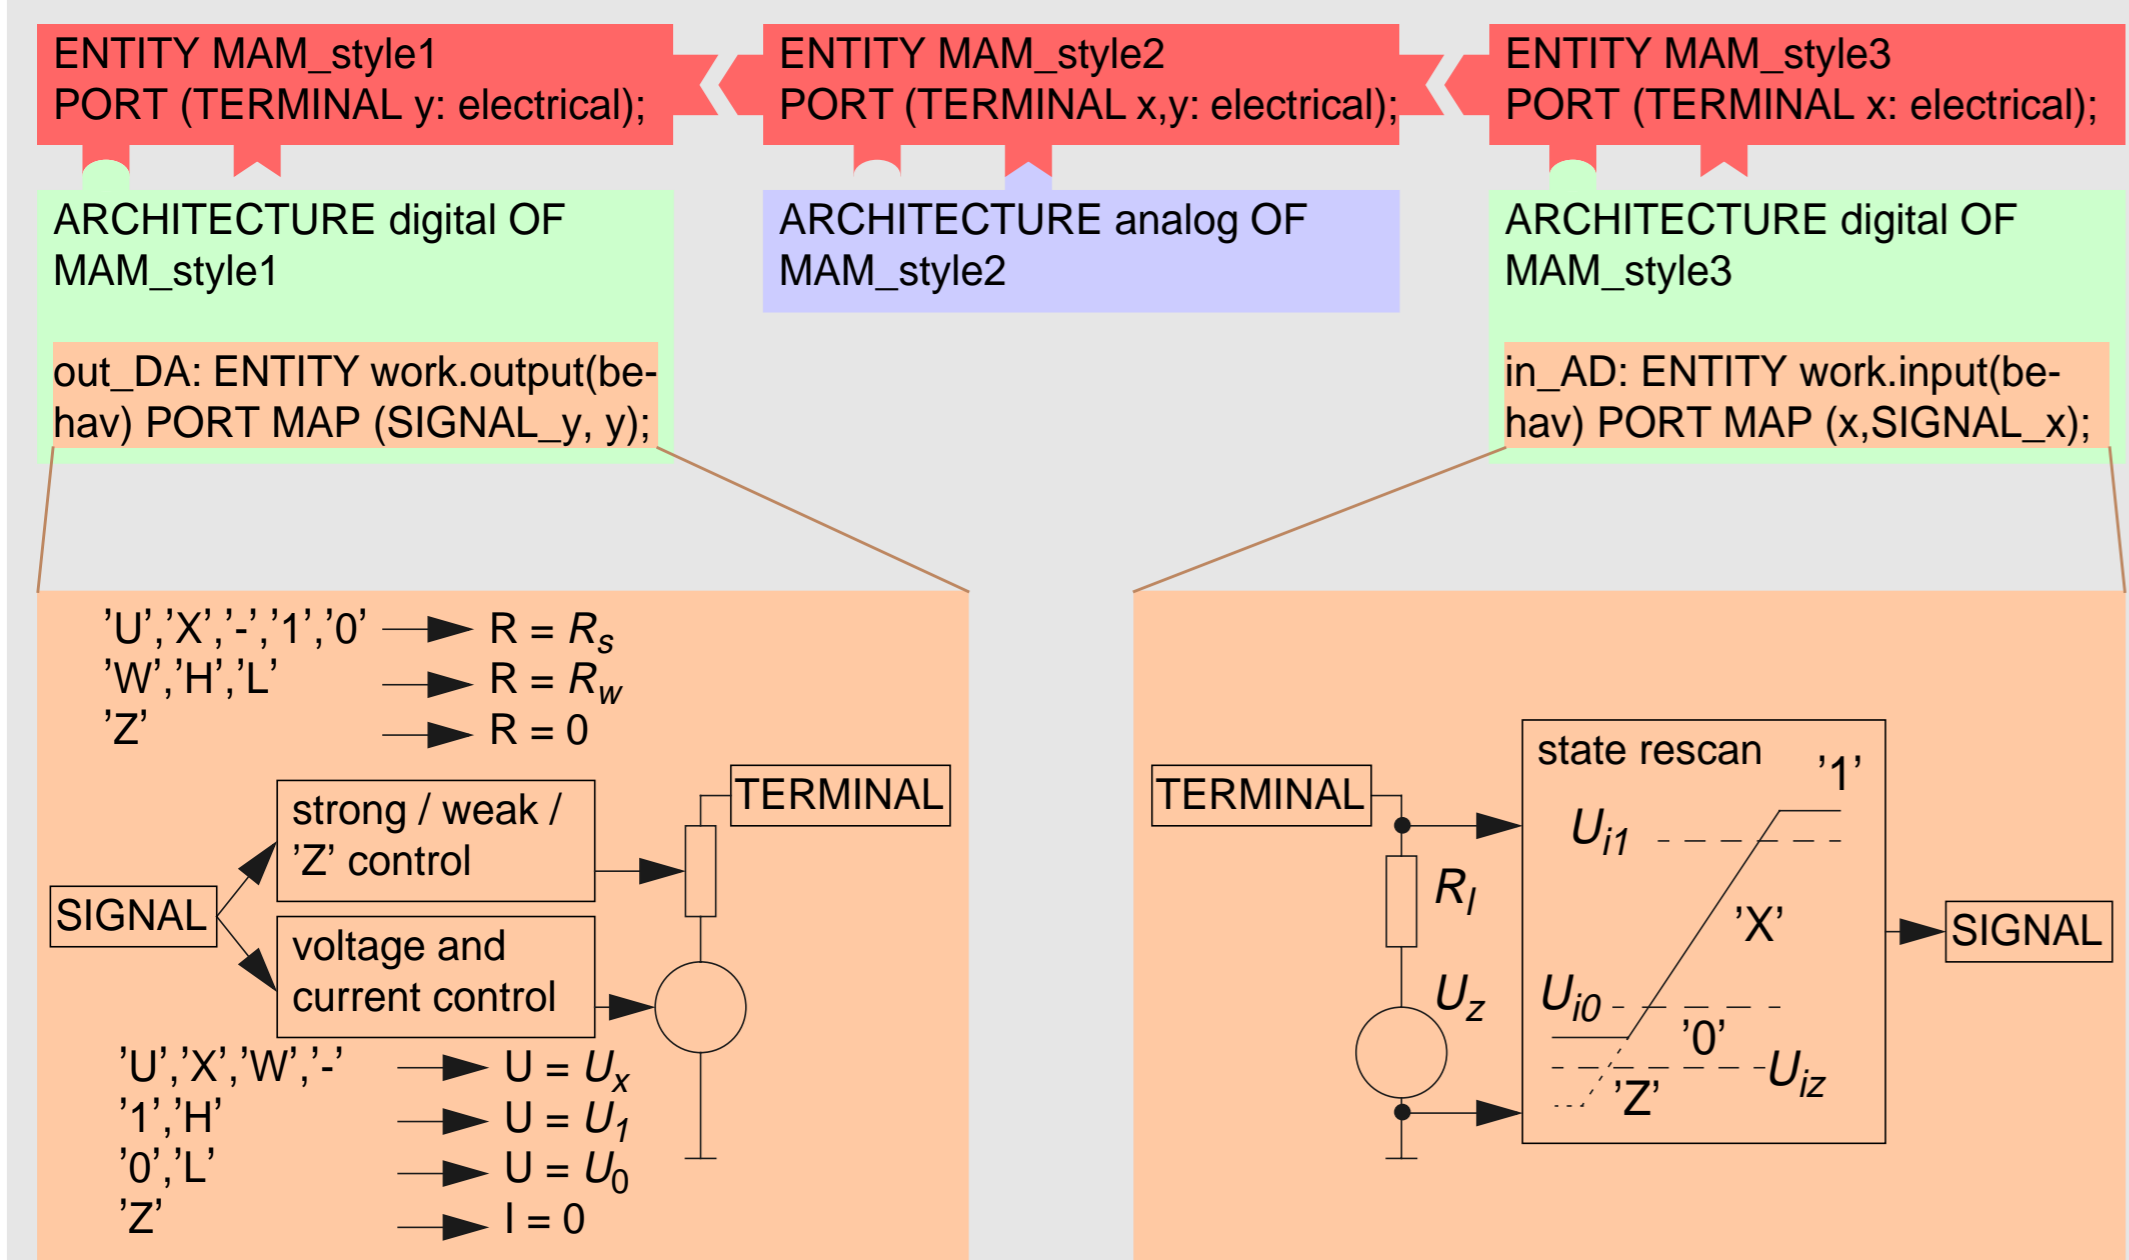 ENTITY MAM_style1
PORT (TERMINAL y: electrical);
ENTITY MAM_style2
PORT (TERMINAL x,y: electrical);
ENTITY MAM_style3
PORT (TERMINAL x: electrical);
ARCHITECTURE digital OF
MAM_style1
ARCHITECTURE analog OF
MAM_style2
ARCHITECTURE digital OF
MAM_style3
out_DA: ENTITY work.output(be-
hav) PORT MAP (SIGNAL_y, y);
in_AD: ENTITY work.input(be-
hav) PORT MAP (x,SIGNAL_x);
’U’,’X’,’-’,’1’,’0’ R = Rs
’W’,’H’,’L’ R = Rw
’Z’ R = 0
TERMINAL
strong / weak /
’Z’ control
SIGNAL
voltage and
current control
’U’,’X’,’W’,’-’ U = Ux
’1’,’H’ U = U1
’0’,’L’ U = U0
’Z’ I = 0
TERMINAL
Rl
Uz
state rescan
’1’
Ui1
’X’
Ui0
’0’
Uiz
’Z’
SIGNAL